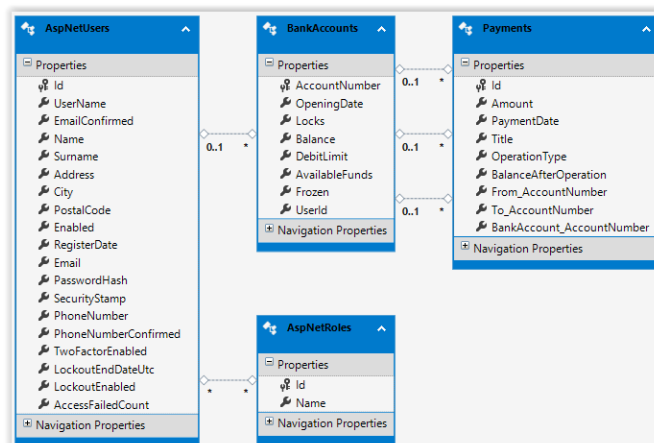 AspNetUsers
Properties
Id
UserName
EmailConfirmed
Name
Surname
Address
City
PostalCode
Enabled
RegisterDate
Email
PasswordHash
SecurityStamp
PhoneNumber
PhoneNumberConfirmed
TwoFactorEnabled
LockoutEndDateUtc
LockoutEnabled
AccessFailedCount
Navigation Properties
0..1 *
* *
BankAccounts
Properties
AccountNumber
OpeningDate
Locks
Balance
DebitLimit
AvailableFunds
Frozen
UserId
Navigation Properties
0..1 *
0..1 *
0..1 *
Payments
Properties
Id
Amount
PaymentDate
Title
OperationType
BalanceAfterOperation
From_AccountNumber
To_AccountNumber
BankAccount_AccountNumber
Navigation Properties
AspNetRoles
Properties
Id
Name
Navigation Properties